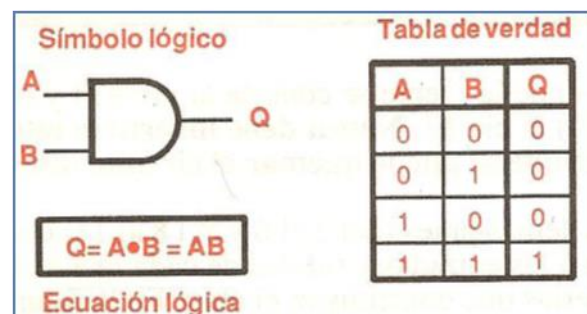 Símbolo lógico
A
B
Q
Q= A•B = AB
Ecuación lógica
Tabla de verdad
A B Q
0 0 0
0 1 0
1 0 0
1 1 1